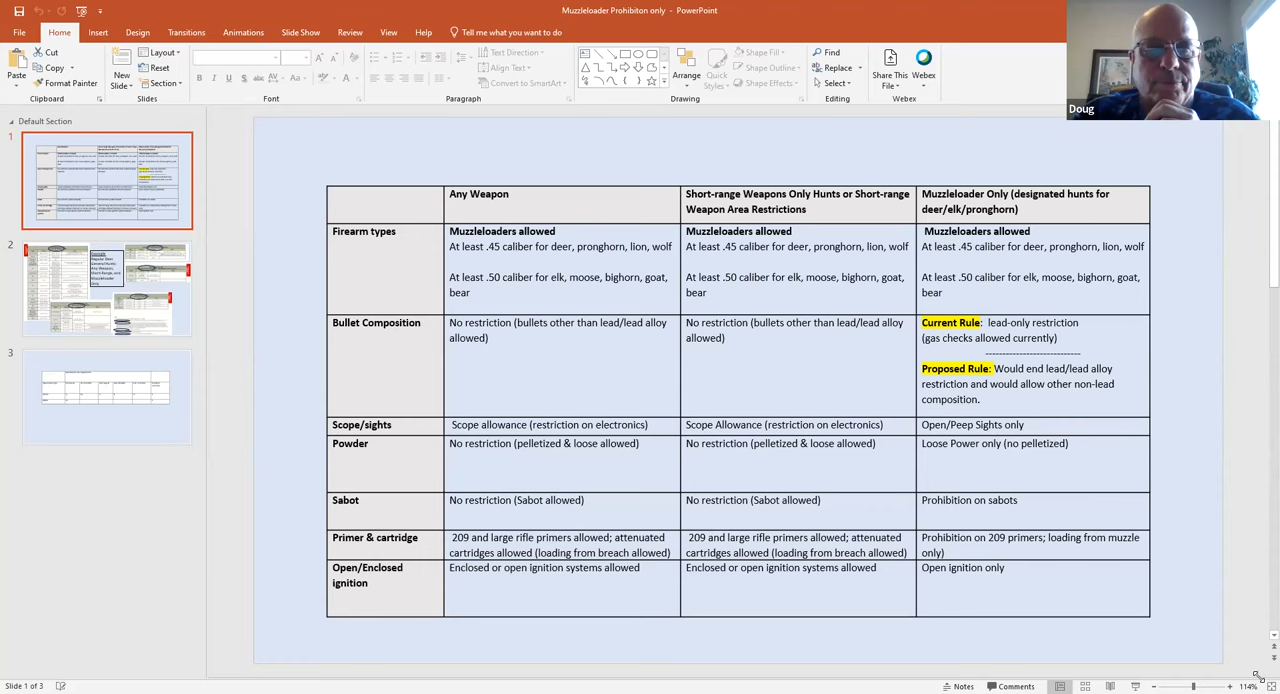 Muzzleloader Prohibiton only - PowerPoint
File Home Insert Design Transitions Animations Slide Show Review View Help Tell me what you want to do
Cut
Copy
Format Painter
Paste
Clipboard
New
Slide
Layout
Reset
Section
Slides
Font
Text Direction
Align Text
Convert to SmartArt
Paragraph
Arrange
Quick
Styles
Shape Fill
Shape Outline
Shape Effects
Drawing
Find
Replace
Select
Editing
Share This
File
Webex
Webex
Doug
Default Section
1
2
3
Any Weapon
Short-range Weapons Only Hunts or Short-range
Weapon Area Restrictions
Muzzleloader Only (designated hunts for
deer/elk/pronghorn)
Firearm types
Muzzleloaders allowed
At least .45 caliber for deer, pronghorn, lion, wolf
At least .50 caliber for elk, moose, bighorn, goat,
bear
Muzzleloaders allowed
At least .45 caliber for deer, pronghorn, lion, wolf
At least .50 caliber for elk, moose, bighorn, goat,
bear
Muzzleloaders allowed
At least .45 caliber for deer, pronghorn, lion, wolf
At least .50 caliber for elk, moose, bighorn, goat,
bear
Bullet Composition
No restriction (bullets other than lead/lead alloy
allowed)
No restriction (bullets other than lead/lead alloy
allowed)
Current Rule: lead-only restriction
(gas checks allowed currently)
----------------------------
Proposed Rule: Would end lead/lead alloy
restriction and would allow other non-lead
composition.
Scope/sights
Scope allowance (restriction on electronics)
Scope Allowance (restriction on electronics)
Open/Peep Sights only
Powder
No restriction (pelletized & loose allowed)
No restriction (pelletized & loose allowed)
Loose Power only (no pelletized)
Sabot
No restriction (Sabot allowed)
No restriction (Sabot allowed)
Prohibition on sabots
Primer & cartridge
209 and large rifle primers allowed; attenuated
cartridges allowed (loading from breach allowed)
209 and large rifle primers allowed; attenuated
cartridges allowed (loading from breach allowed)
Prohibition on 209 primers; loading from muzzle
only)
Open/Enclosed
ignition
Enclosed or open ignition systems allowed
Enclosed or open ignition systems allowed
Open ignition only
Slide 1 of 3
Notes
Comments
114%